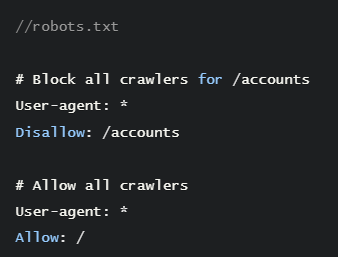 //robots.txt
# Block all crawlers for /accounts
User-agent: *
Disallow: /accounts
# Allow all crawlers
User-agent: *
Allow: /